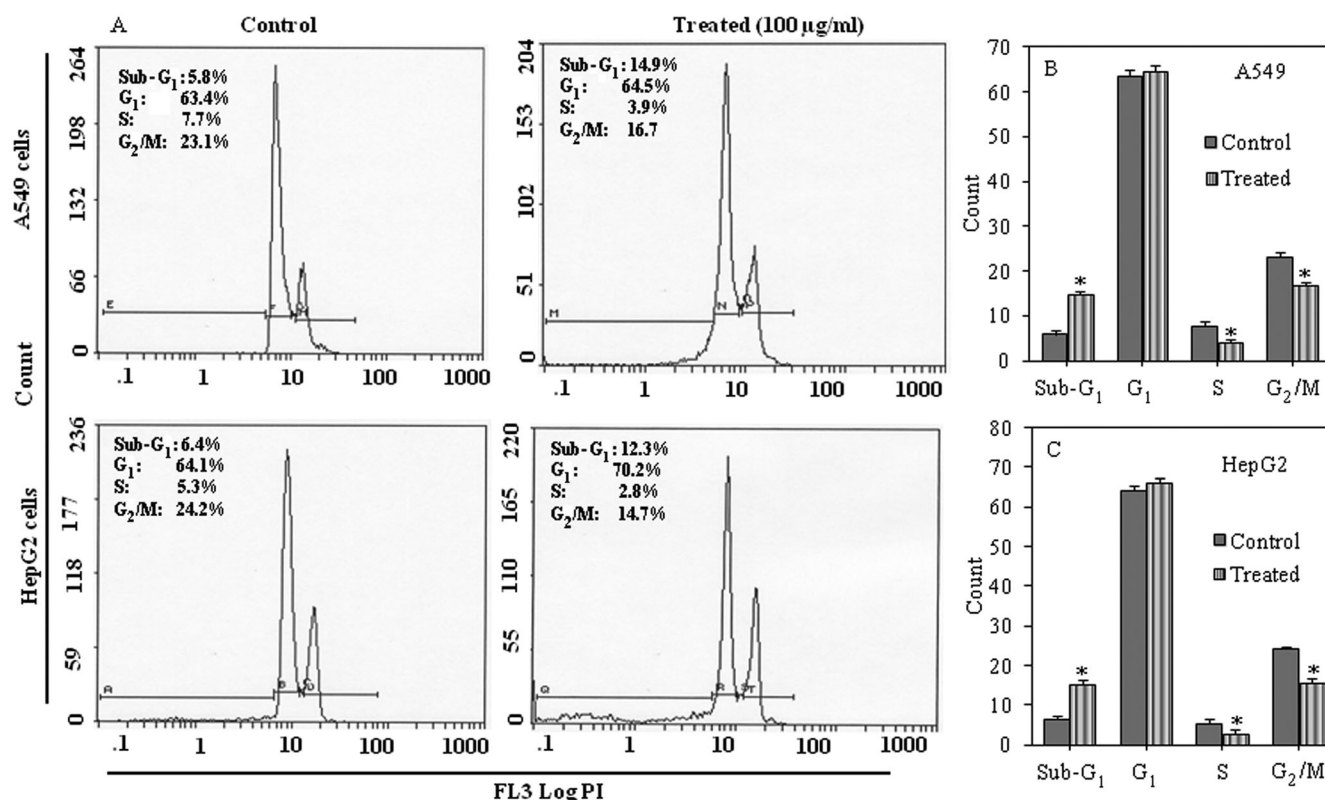 A
Control
Treated (100 µg/ml)
A549 cells
Count
HepG2 cells
264
198
132
66
0
Sub-G1: 5.8%
G1: 63.4%
S: 7.7%
G2/M: 23.1%
E
F
.1 1 10 100 1000
204
153
102
51
0
Sub-G1: 14.9%
G1: 64.5%
S: 3.9%
G2/M: 16.7
M
N
.1 1 10 100 1000
236
177
118
59
0
Sub-G1: 6.4%
G1: 64.1%
S: 5.3%
G2/M: 24.2%
A
B
.1 1 10 100 1000
220
165
110
55
0
Sub-G1: 12.3%
G1: 70.2%
S: 2.8%
G2/M: 14.7%
Q
R
T
.1 1 10 100 1000
FL3 Log PI
B
A549
Count
70
60
50
40
30
20
10
0
Control
Treated
*
*
*
Sub-G1 G1 S G2/M
C
HepG2
Count
80
70
60
50
40
30
20
10
0
Control
Treated
*
*
*
Sub-G1 G1 S G2/M